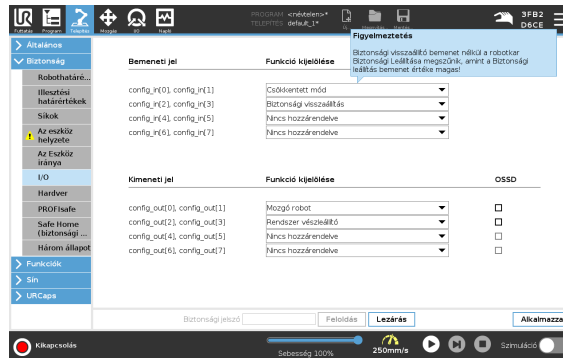 PROGRAM <névtelen>*
TELEPÍTÉS default_1*
3FB2
D6CE
Futtatás Program Telepítés Mozgás I/O Napló
Új
Figyelmeztetés
Biztonsági visszaállító bemenet nélkül a robotkar
Biztonsági Leállítása megszűnik, amint a Biztonsági
leállítás bemenet értéke magas!
Általános
Biztonság
Robothatáré...
Illesztési
határértékek
Síkok
Az eszköz
helyzete
Az Eszköz
iránya
I/O
Hardver
PROFIsafe
Safe Home
(biztonsági ...
Három állapot
Funkciók
Sín
URCaps
Bemeneti jel Funkció kijelölése
config_in[0], config_in[1] Csökkentett mód
config_in[2], config_in[3] Biztonsági visszaállítás
config_in[4], config_in[5] Nincs hozzárendelve
config_in[6], config_in[7] Nincs hozzárendelve
Kimeneti jel Funkció kijelölése OSSD
config_out[0], config_out[1] Mozgó robot
config_out[2], config_out[3] Rendszer vészleállító
config_out[4], config_out[5] Nincs hozzárendelve
config_out[6], config_out[7] Nincs hozzárendelve
Biztonsági jelszó Feloldás Lezárás Alkalmazza
Kikapcsolás
Sebesség 100%
250mm/s
Szimuláció